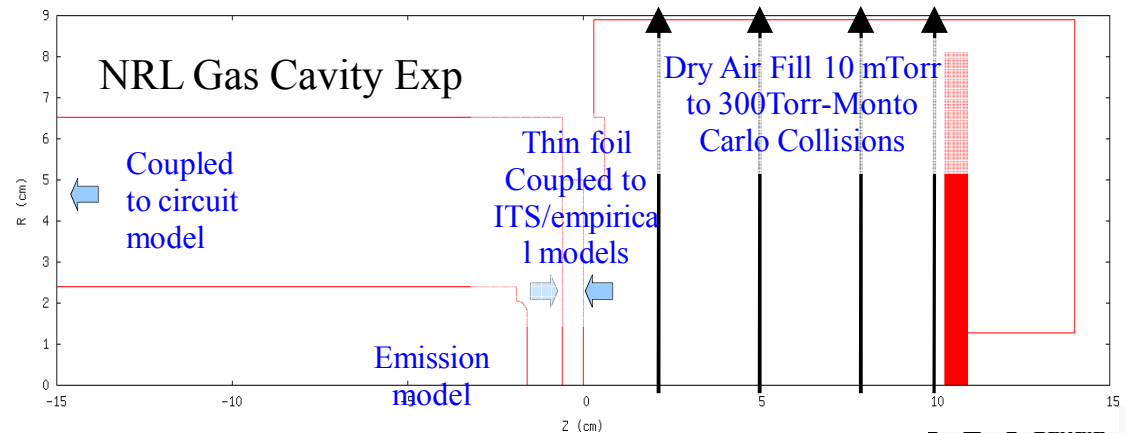 NRL Gas Cavity Exp
Dry Air Fill 10 mTorr
to 300Torr-Monto
Carlo Collisions
Thin foil
Coupled to
ITS/empirica
l models
Coupled
to circuit
model
Emission
model
R (cm)
9
8
7
6
5
4
3
2
1
0
-15
-10
0
5
10
15
Z (cm)